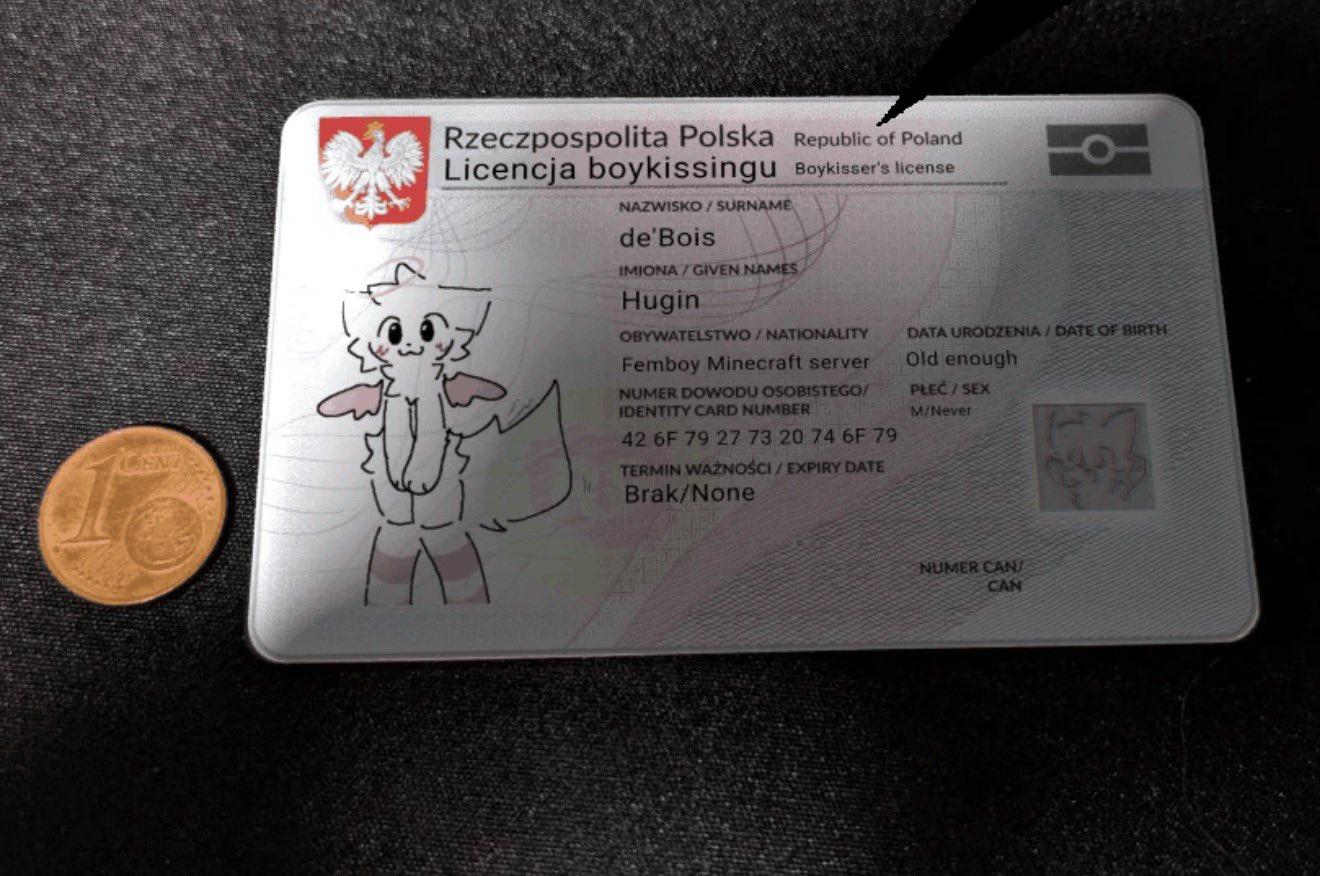 Rzeczpospolita Polska
Republic of Poland
Licencja boykissingu
Boykisser's license
NAZWISKO / SURNAME
de'Bois
IMIONA / GIVEN NAMES
Hugin
OBYWATELSTWO / NATIONALITY
DATA URODZENIA / DATE OF BIRTH
Femboy Minecraft server
Old enough
NUMER DOWODU OSOBISTEGO/
IDENTITY CARD NUMBER
PŁEĆ / SEX
M/Never
42 6F 79 27 73 20 74 6F 79
TERMIN WAŻNOŚCI / EXPIRY DATE
Brak/None
NUMER CAN/
CAN
1